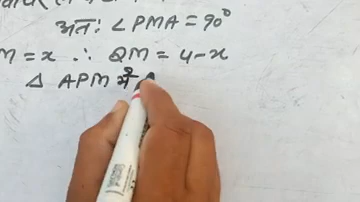 अतः ∠PMA = 90°
M = x ∴ QM = 4-x
Δ APM में